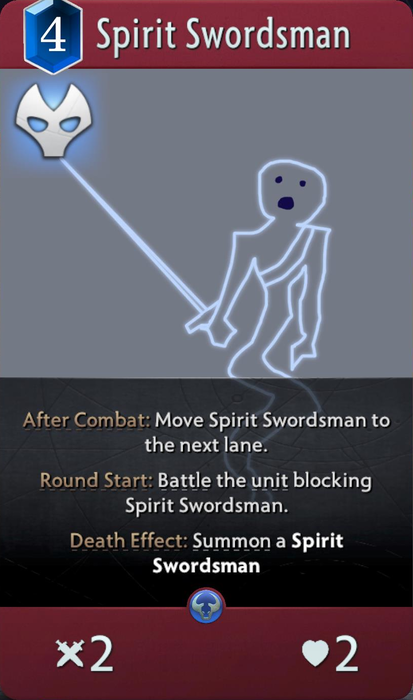 4
Spirit Swordsman
After Combat: Move Spirit Swordsman to
the next lane.
Round Start: Battle the unit blocking
Spirit Swordsman.
Death Effect: Summon a Spirit
Swordsman
2
2